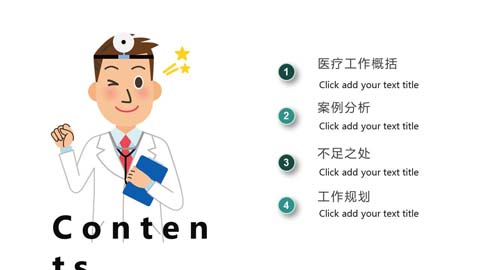 1
医疗工作概括
Click add your text title
2
案例分析
Click add your text title
3
不足之处
Click add your text title
4
工作规划
Click add your text title
Conten
ts